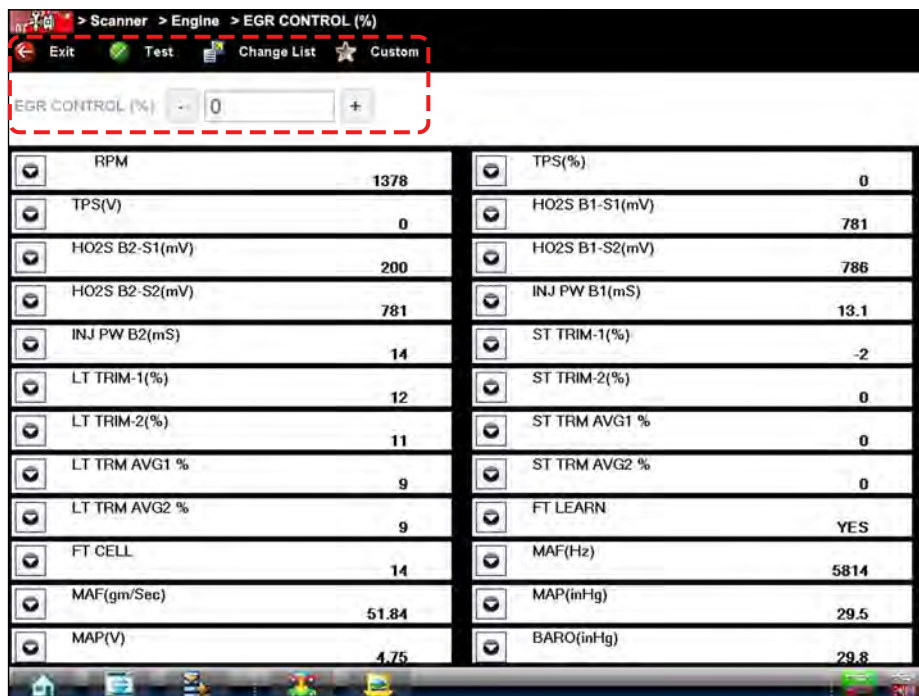 > Scanner > Engine > EGR CONTROL (%)
Exit Test Change List Custom
EGR CONTROL (%) - 0 +
RPM 1378 TPS(%) 0
TPS(V) 0 HO2S B1-S1(mV) 781
HO2S B2-S1(mV) 200 HO2S B1-S2(mV) 786
HO2S B2-S2(mV) 781 INJ PW B1(mS) 13.1
INJ PW B2(mS) 14 ST TRIM-1(%) -2
LT TRIM-1(%) 12 ST TRIM-2(%) 0
LT TRIM-2(%) 11 ST TRM AVG1 % 0
LT TRM AVG1 % 9 ST TRM AVG2 % 0
LT TRM AVG2 % 9 FT LEARN YES
FT CELL 14 MAF(Hz) 5814
MAF(gm/Sec) 51.84 MAP(inHg) 29.5
MAP(V) 4.75 BARO(inHg) 29.8